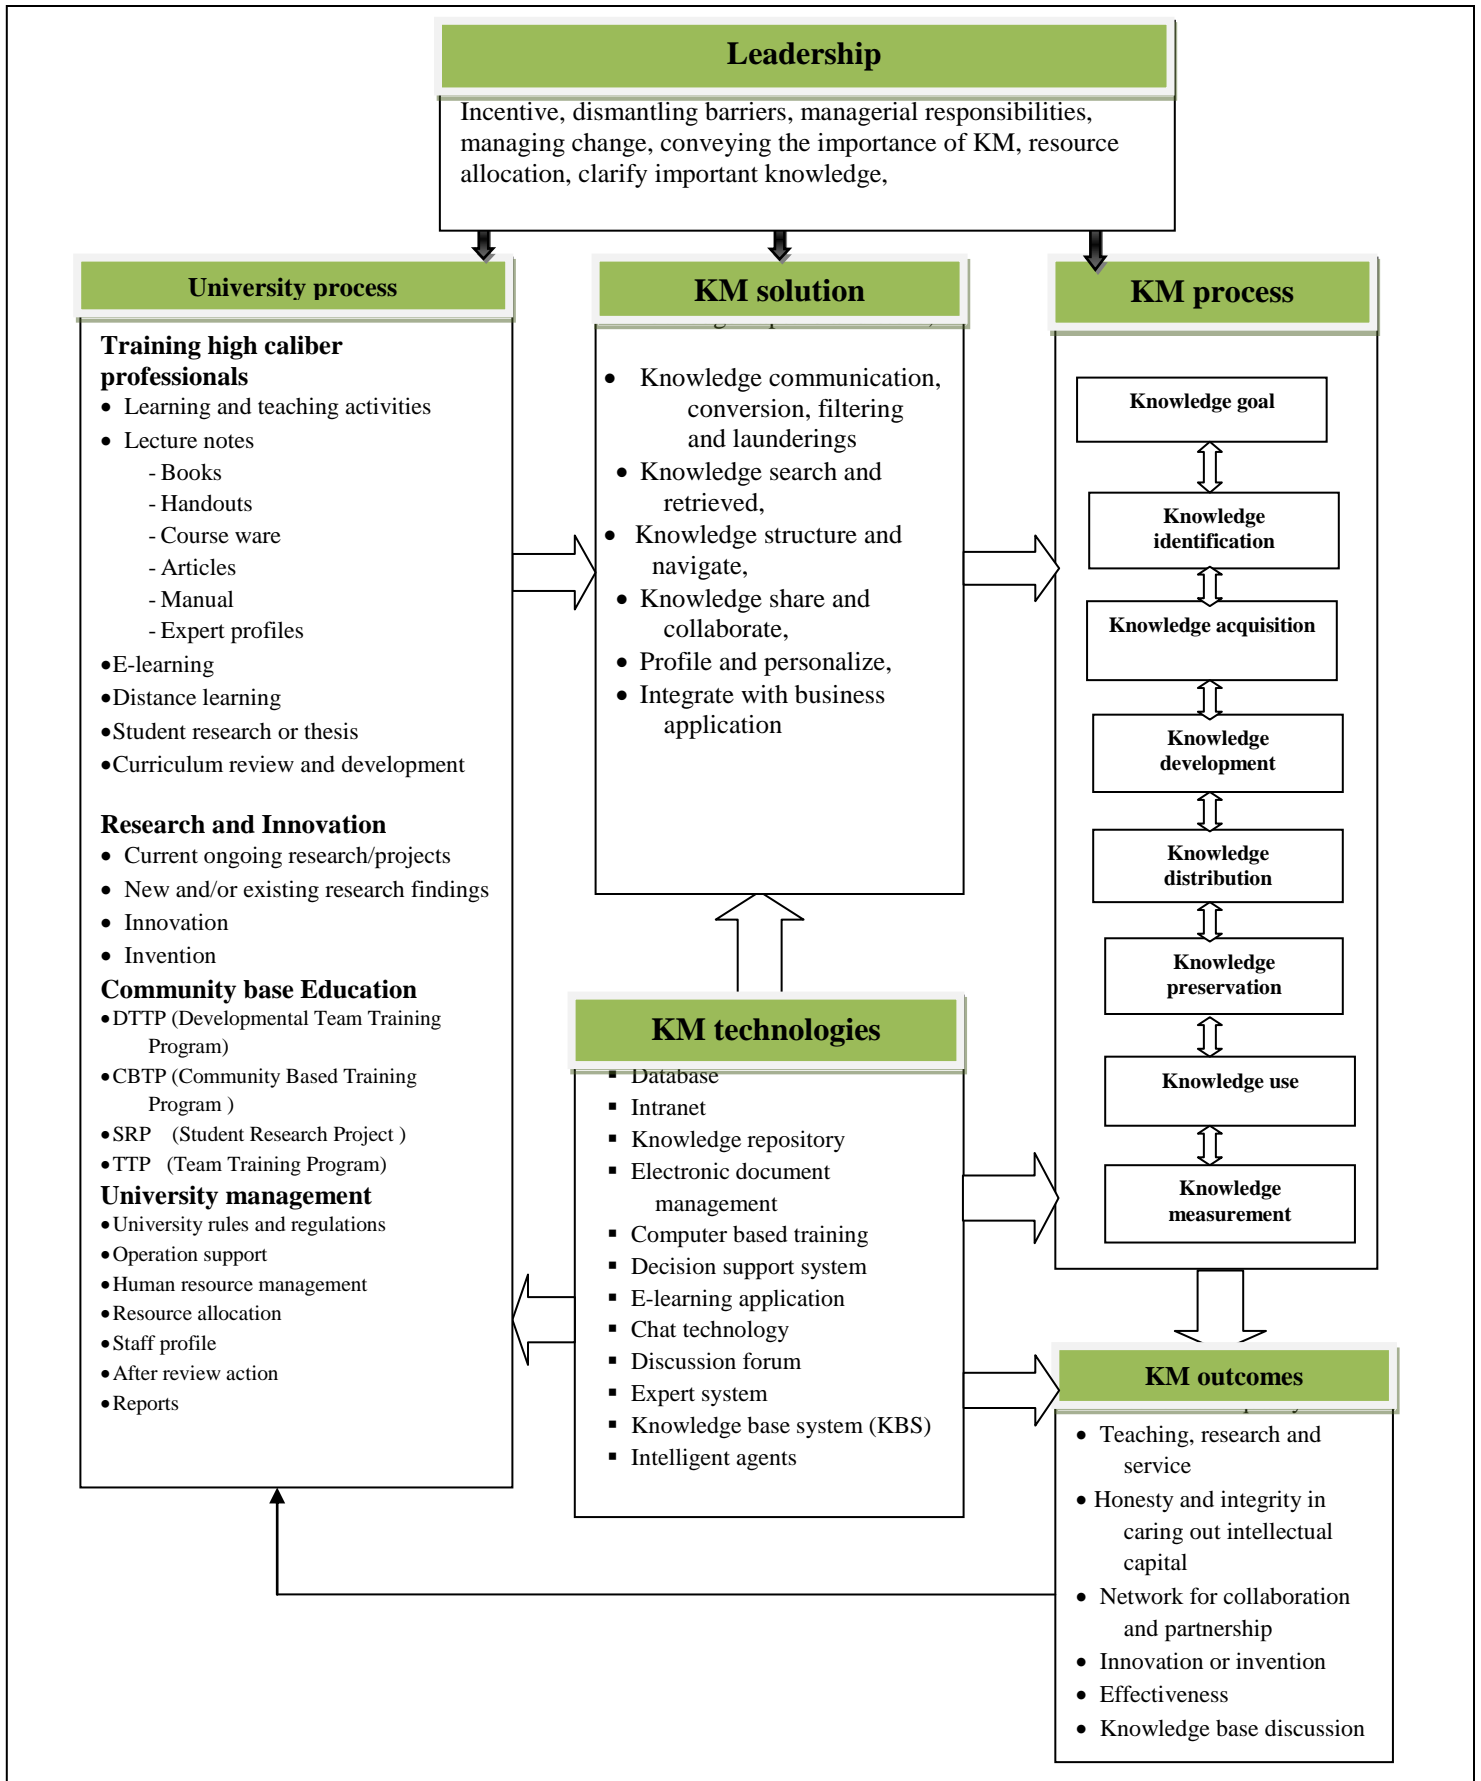 Leadership
Incentive, dismantling barriers, managerial responsibilities,
managing change, conveying the importance of KM, resource
allocation, clarify important knowledge,
University process
Training high caliber
professionals
• Learning and teaching activities
• Lecture notes
- Books
- Handouts
- Course ware
- Articles
- Manual
- Expert profiles
•E-learning
•Distance learning
•Student research or thesis
•Curriculum review and development
Research and Innovation
• Current ongoing research/projects
• New and/or existing research findings
• Innovation
• Invention
Community base Education
•DTTP (Developmental Team Training
Program)
•CBTP (Community Based Training
Program )
•SRP (Student Research Project )
•TTP (Team Training Program)
University management
•University rules and regulations
•Operation support
•Human resource management
•Resource allocation
•Staff profile
•After review action
•Reports
KM solution
• Knowledge communication,
conversion, filtering
and launderings
• Knowledge search and
retrieved,
• Knowledge structure and
navigate,
• Knowledge share and
collaborate,
• Profile and personalize,
• Integrate with business
application
KM technologies
▪ Database
▪ Intranet
▪ Knowledge repository
▪ Electronic document
management
▪ Computer based training
▪ Decision support system
▪ E-learning application
▪ Chat technology
▪ Discussion forum
▪ Expert system
▪ Knowledge base system (KBS)
▪ Intelligent agents
KM process
Knowledge goal
Knowledge
identification
Knowledge acquisition
Knowledge
development
Knowledge
distribution
Knowledge
preservation
Knowledge use
Knowledge
measurement
KM outcomes
• Teaching, research and
service
• Honesty and integrity in
caring out intellectual
capital
• Network for collaboration
and partnership
• Innovation or invention
• Effectiveness
• Knowledge base discussion